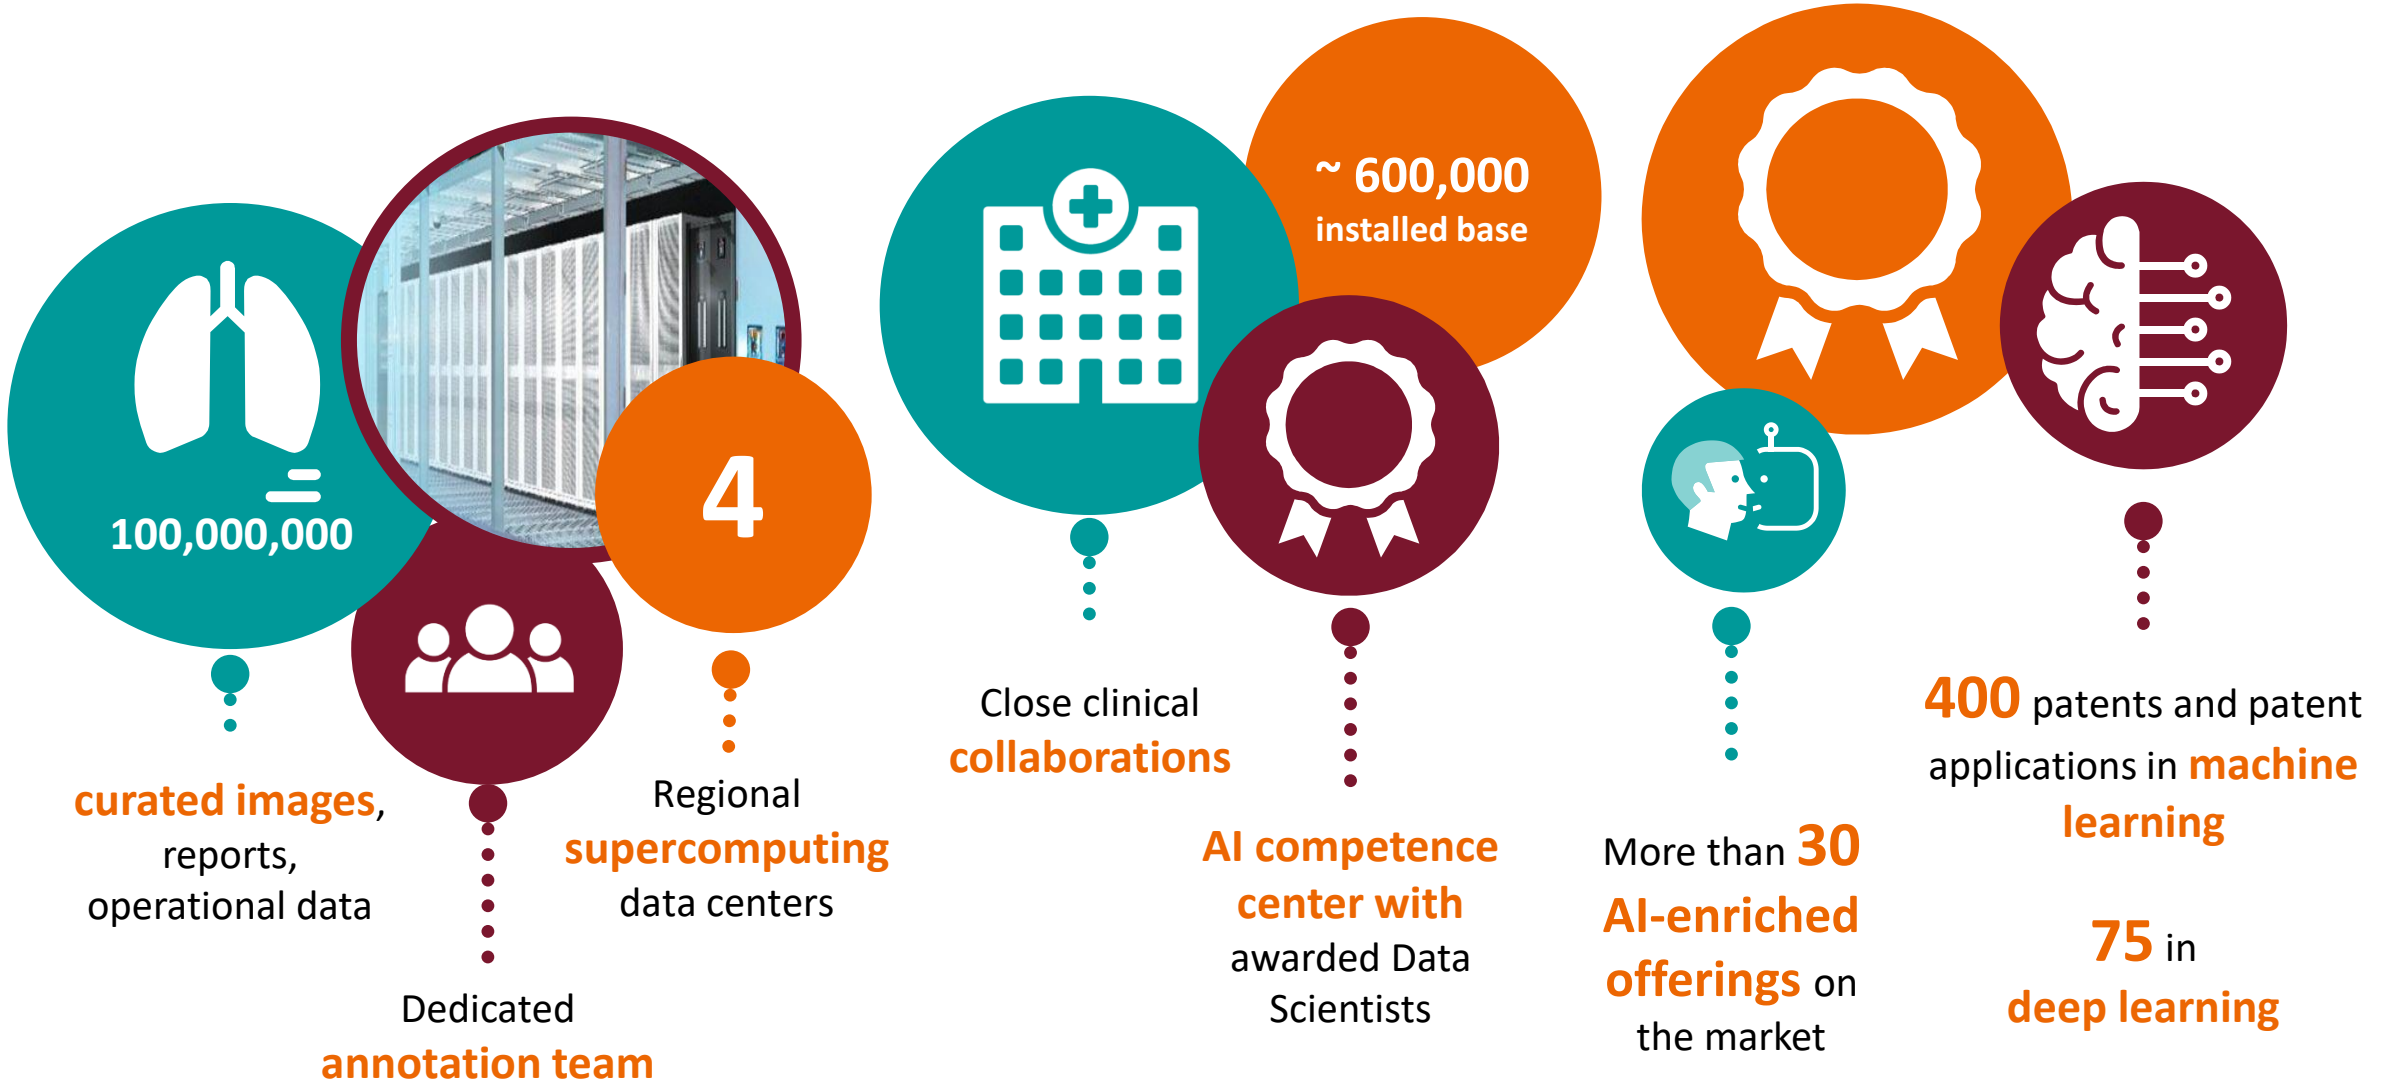 100,000,000
curated images,
reports,
operational data
Dedicated
annotation team
4
Regional
supercomputing
data centers
Close clinical
collaborations
~ 600,000
installed base
AI competence
center with
awarded Data
Scientists
More than 30
AI-enriched
offerings on
the market
400 patents and patent
applications in machine
learning
75 in
deep learning